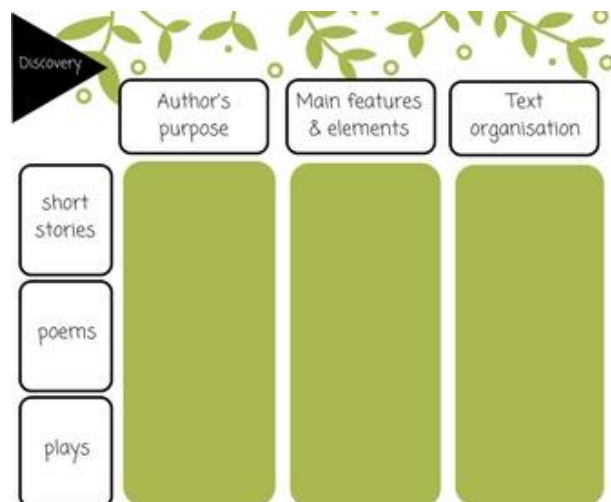 Discovery
Author's
purpose
Main features
& elements
Text
organisation
short
stories
poems
plays